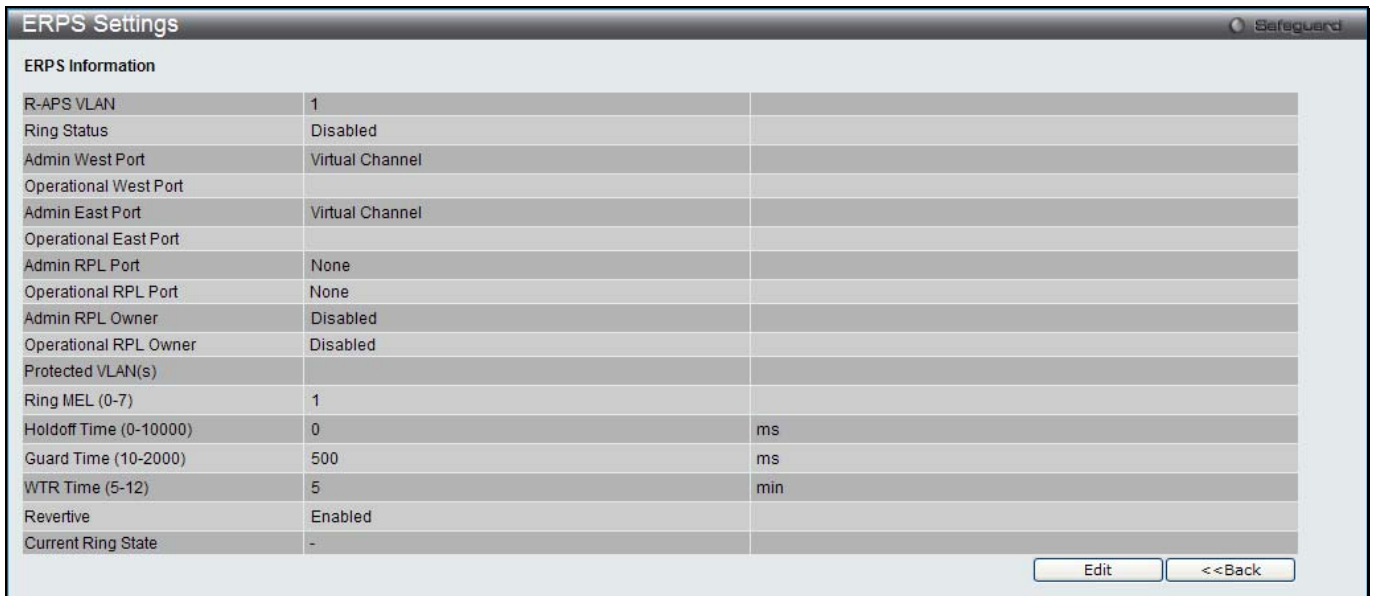 ERPS Settings
Safeguard
ERPS Information
R-APS VLAN 1
Ring Status Disabled
Admin West Port Virtual Channel
Operational West Port
Admin East Port Virtual Channel
Operational East Port
Admin RPL Port None
Operational RPL Port None
Admin RPL Owner Disabled
Operational RPL Owner Disabled
Protected VLAN(s)
Ring MEL (0-7) 1
Holdoff Time (0-10000) 0 ms
Guard Time (10-2000) 500 ms
WTR Time (5-12) 5 min
Revertive Enabled
Current Ring State -
Edit <<Back